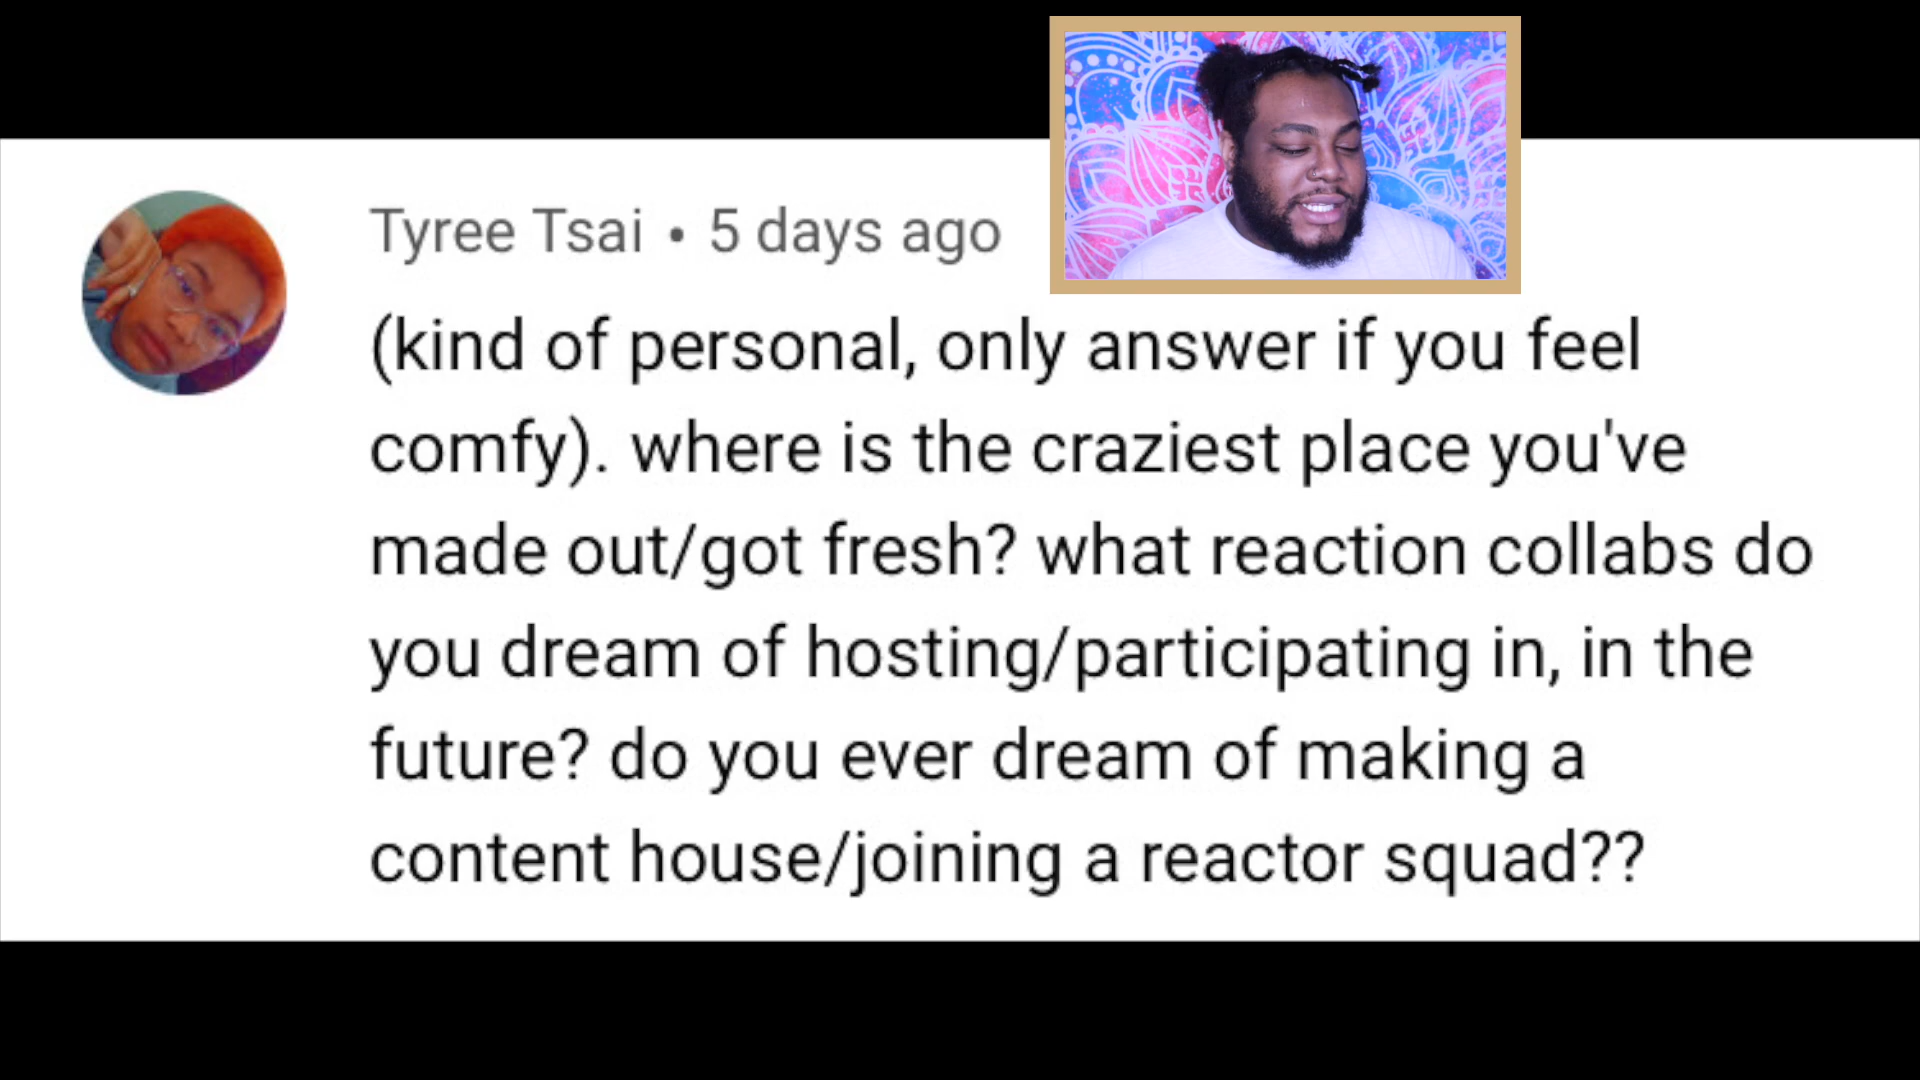 Tyree Tsai • 5 days ago
(kind of personal, only answer if you feel
comfy). where is the craziest place you've
made out/got fresh? what reaction collabs do
you dream of hosting/participating in, in the
future? do you ever dream of making a
content house/joining a reactor squad??